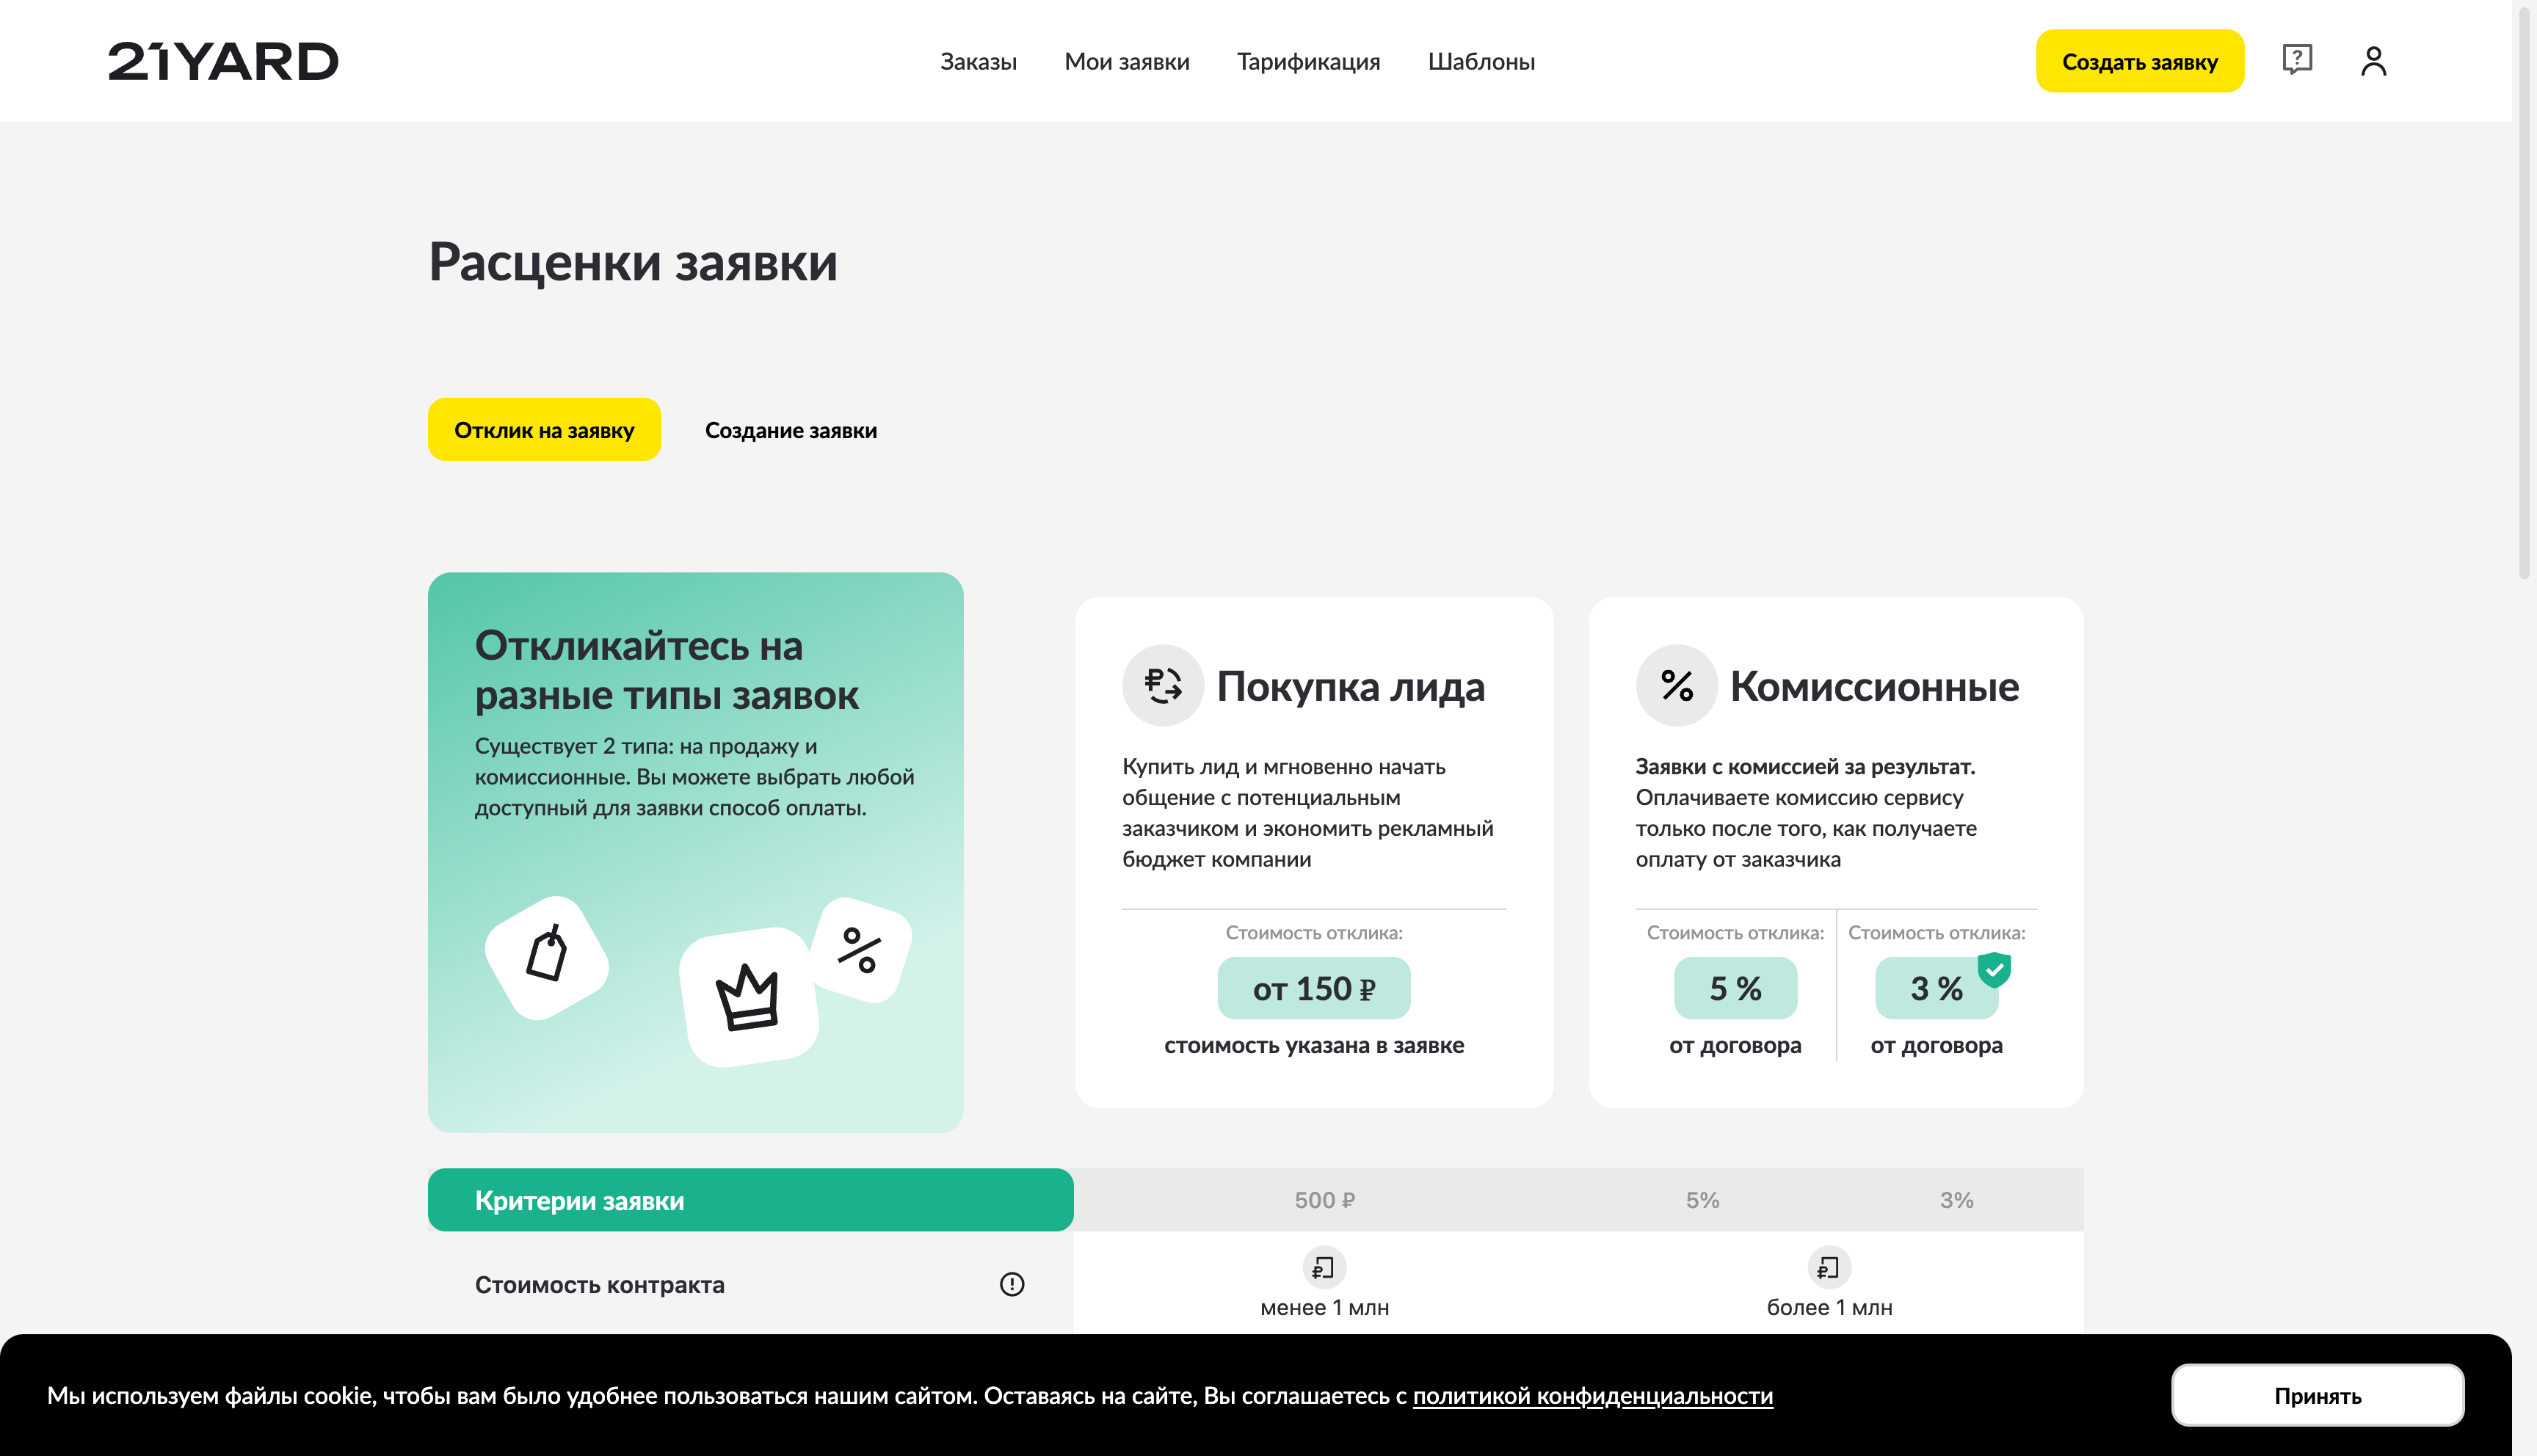 21YARD
Заказы
Мои заявки
Тарификация
Шаблоны
Создать заявку
Расценки заявки
Отклик на заявку
Создание заявки
Откликайтесь на
разные типы заявок
Существует 2 типа: на продажу и
комиссионные. Вы можете выбрать любой
доступный для заявки способ оплаты.
Покупка лида
Купить лид и мгновенно начать
общение с потенциальным
заказчиком и экономить рекламный
бюджет компании
Стоимость отклика:
от 150 ₽
стоимость указана в заявке
Комиссионные
Заявки с комиссией за результат.
Оплачиваете комиссию сервису
только после того, как получаете
оплату от заказчика
Стоимость отклика:
5 %
от договора
Стоимость отклика:
3 %
от договора
Критерии заявки
500 ₽
5%
3%
Стоимость контракта
менее 1 млн
более 1 млн
Мы используем файлы cookie, чтобы вам было удобнее пользоваться нашим сайтом. Оставаясь на сайте, Вы соглашаетесь с политикой конфиденциальности
Принять